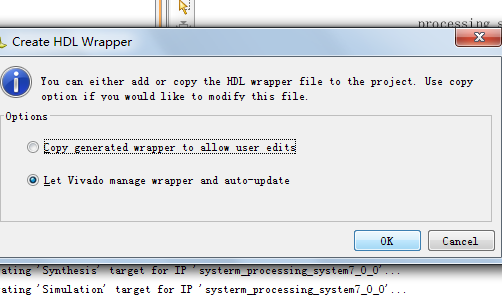 processing_s
Create HDL Wrapper
You can either add or copy the HDL wrapper file to the project. Use copy
option if you would like to modify this file.
Options
Copy generated wrapper to allow user edits
Let Vivado manage wrapper and auto-update
OK
Cancel
ating 'Synthesis' target for IP 'systerm_processing_system7_0_0'...
ating 'Simulation' target for IP 'systerm_processing_system7_0_0'...